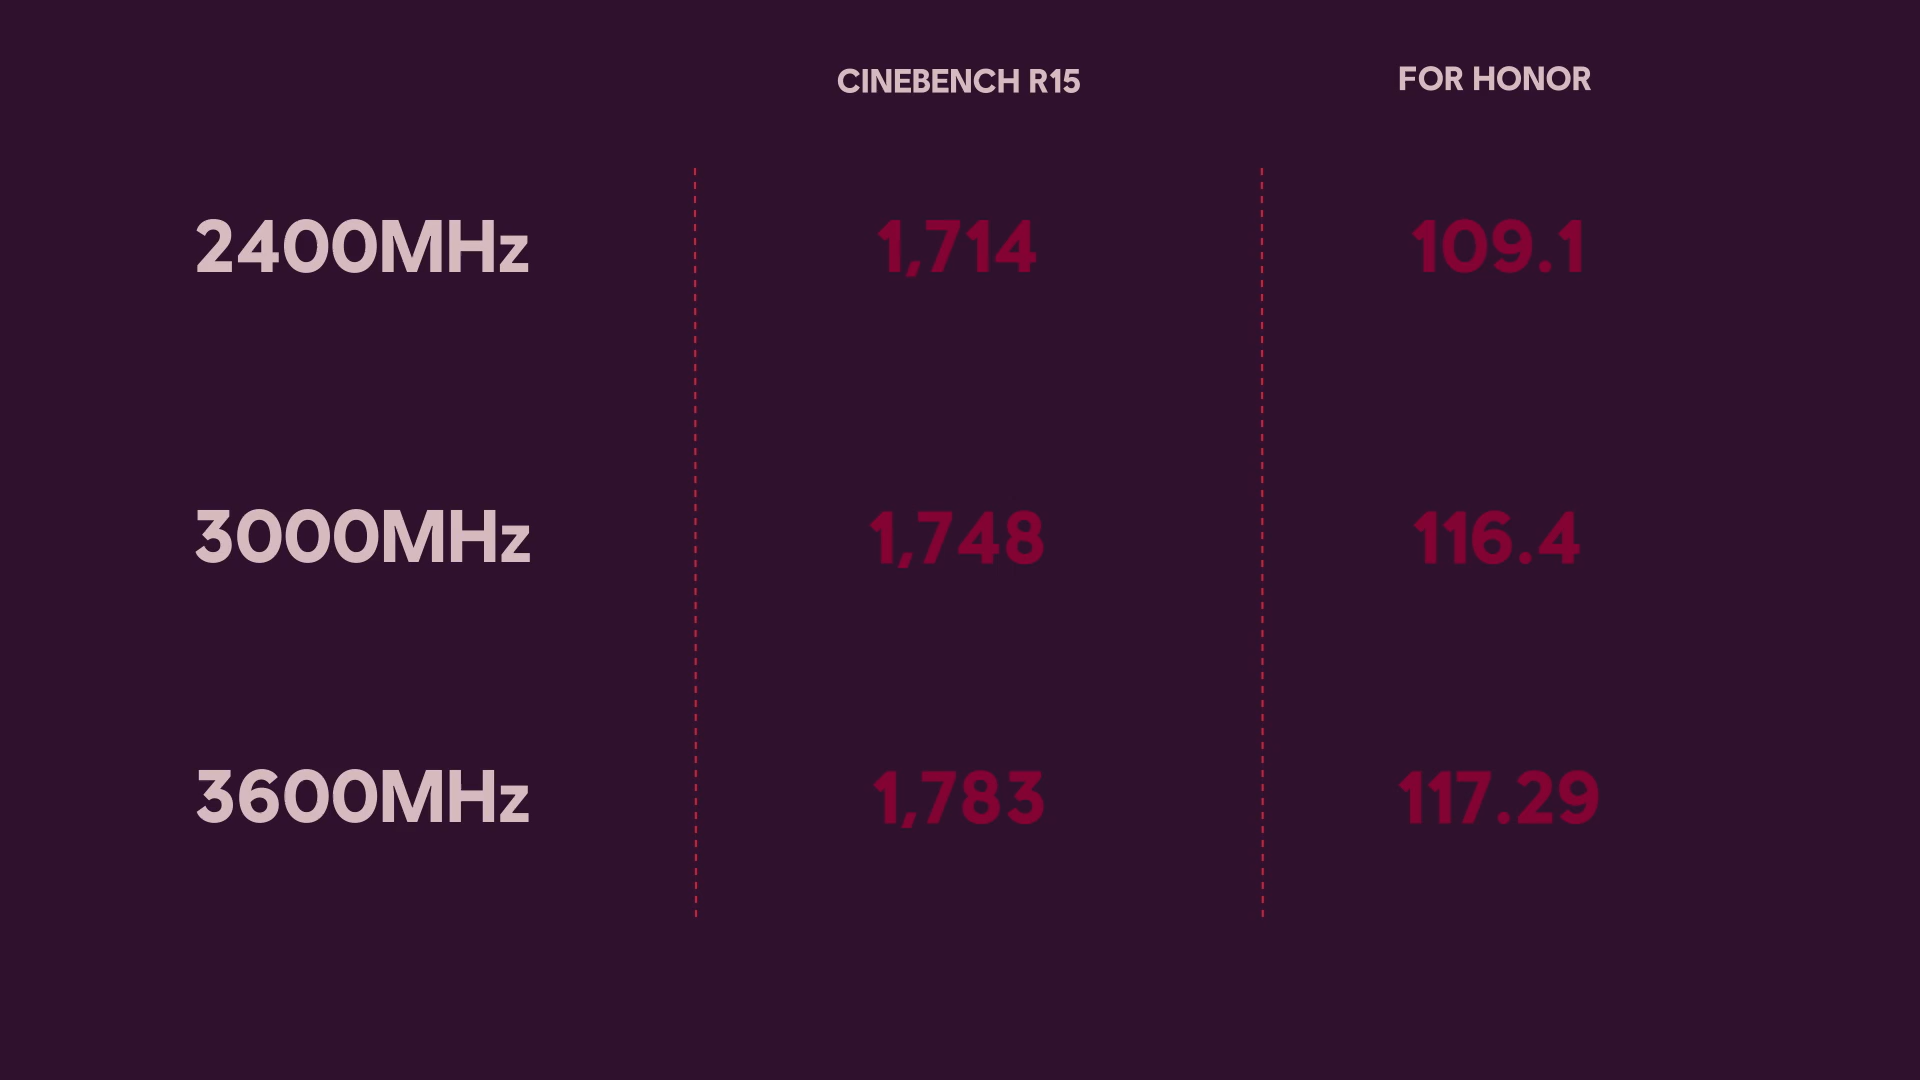 CINEBENCH R15 FOR HONOR
2400MHz 1,714 109.1
3000MHz 1,748 116.4
3600MHz 1,783 117.29